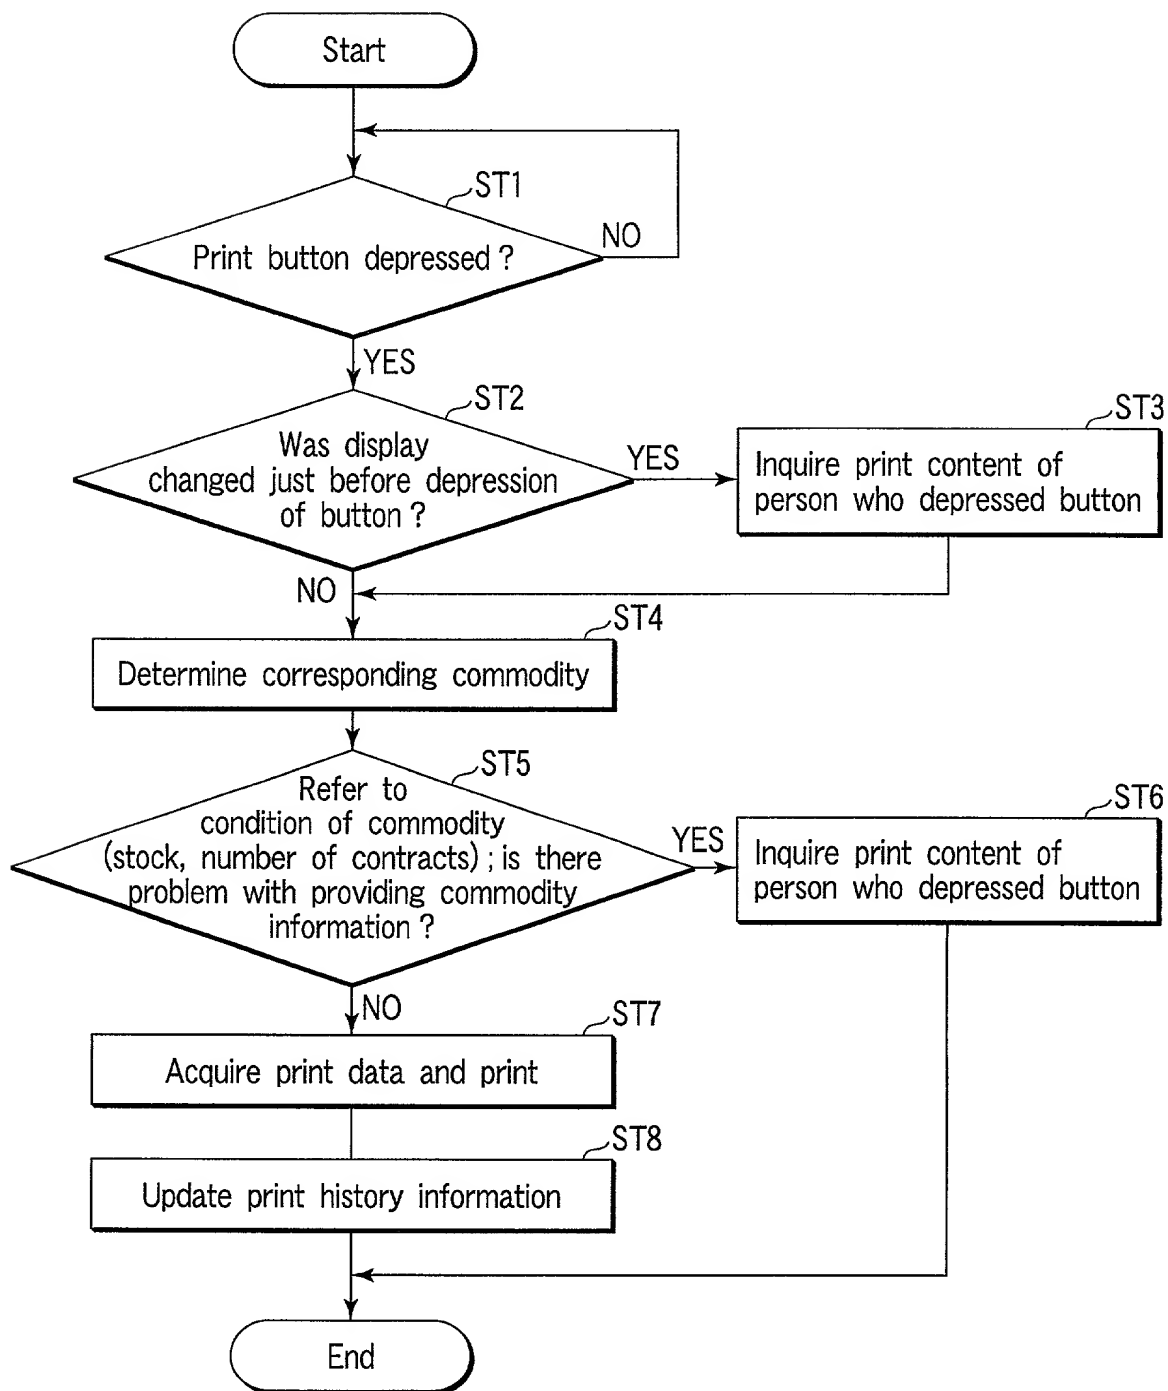 Start
ST1
Print button depressed ?
NO
YES
ST2
Was display
changed just before depression
of button ?
YES
ST3
Inquire print content of
person who depressed button
NO
ST4
Determine corresponding commodity
ST5
Refer to
condition of commodity
(stock, number of contracts) ; is there
problem with providing commodity
information ?
YES
ST6
Inquire print content of
person who depressed button
NO
ST7
Acquire print data and print
ST8
Update print history information
End